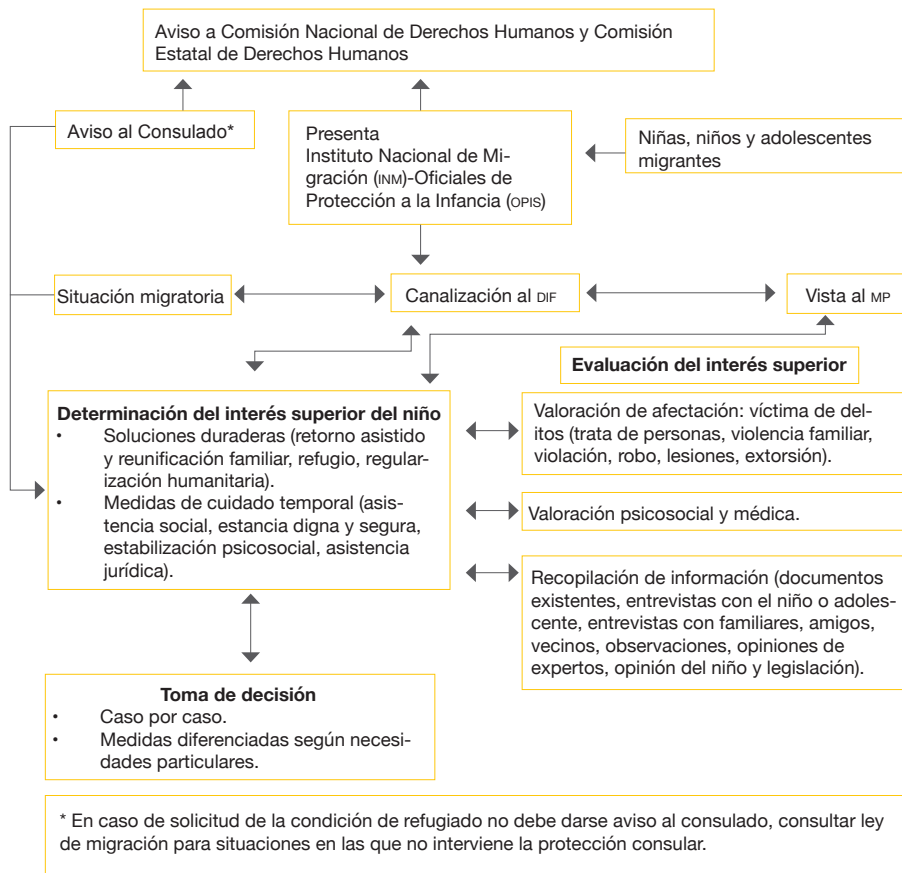 Aviso a Comisión Nacional de Derechos Humanos y Comisión
Estatal de Derechos Humanos
Aviso al Consulado*
Presenta
Instituto Nacional de Mi-
gración (INM)-Oficiales de
Protección a la Infancia (OPIS)
Niñas, niños y adolescentes
migrantes
Situación migratoria
Canalización al DIF
Vista al MP
Evaluación del interés superior
Determinación del interés superior del niño
• Soluciones duraderas (retorno asistido
y reunificación familiar, refugio, regular-
ización humanitaria).
• Medidas de cuidado temporal (asis-
tencia social, estancia digna y segura,
estabilización psicosocial, asistencia
jurídica).
Valoración de afectación: víctima de del-
itos (trata de personas, violencia familiar,
violación, robo, lesiones, extorsión).
Valoración psicosocial y médica.
Recopilación de información (documentos
existentes, entrevistas con el niño o adoles-
cente, entrevistas con familiares, amigos,
vecinos, observaciones, opiniones de
expertos, opinión del niño y legislación).
Toma de decisión
• Caso por caso.
• Medidas diferenciadas según necesi-
dades particulares.
* En caso de solicitud de la condición de refugiado no debe darse aviso al consulado, consultar ley
de migración para situaciones en las que no interviene la protección consular.